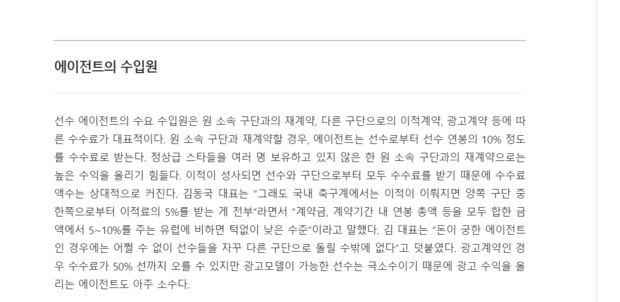 에이전트의 수입원
선수 에이전트의 수요 수입원은 원 소속 구단과의 재계약, 다른 구단으로의 이적계약, 광고계약 등에 따
른 수수료가 대표적이다. 원 소속 구단과 재계약할 경우, 에이전트는 선수로부터 선수 연봉의 10% 정도
를 수수료로 받는다. 정상급 스타들을 여러 명 보유하고 있지 않은 한 원 소속 구단과의 재계약으로는
높은 수익을 올리기 힘들다. 이적이 성사되면 선수와 구단으로부터 모두 수수료를 받기 때문에 수수료
액수는 상대적으로 커진다. 김동국 대표는 "그래도 국내 축구계에서는 이적이 이뤄지면 양쪽 구단 중
한쪽으로부터 이적료의 5%를 받는 게 전부"라면서 "계약금, 계약기간 내 연봉 총액 등을 모두 합한 금
액에서 5~10%를 주는 유럽에 비하면 턱없이 낮은 수준"이라고 말했다. 김 대표는 "돈이 궁한 에이전트
인 경우에는 어쩔 수 없이 선수들을 자꾸 다른 구단으로 돌릴 수밖에 없다"고 덧붙였다. 광고계약인 경
우 수수료가 50% 선까지 오를 수 있지만 광고모델이 가능한 선수는 극소수이기 때문에 광고 수익을 올
리는 에이전트도 아주 소수다.